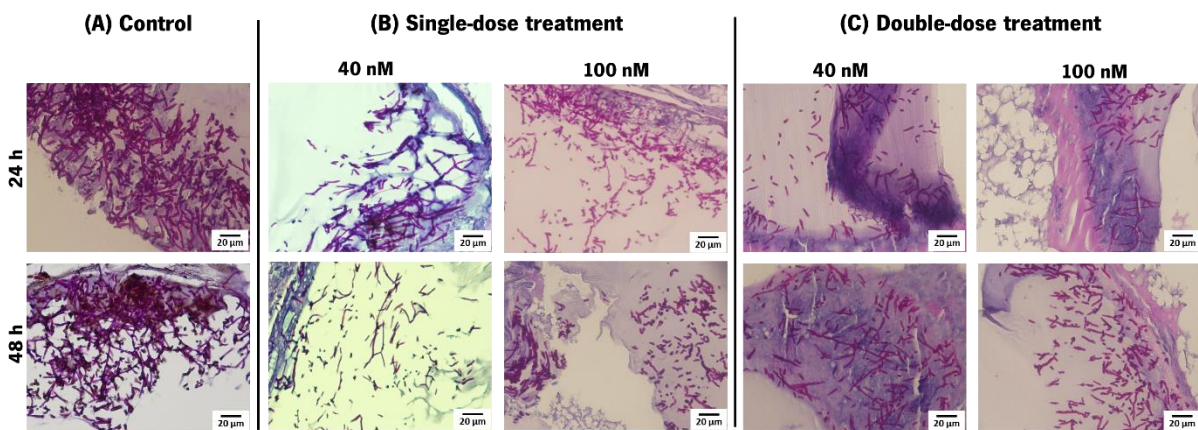 (A) Control
(B) Single-dose treatment
(C) Double-dose treatment
40 nM
100 nM
40 nM
100 nM
24 h
20 µm
20 µm
20 µm
20 µm
20 µm
48 h
20 µm
20 µm
20 µm
20 µm
20 µm